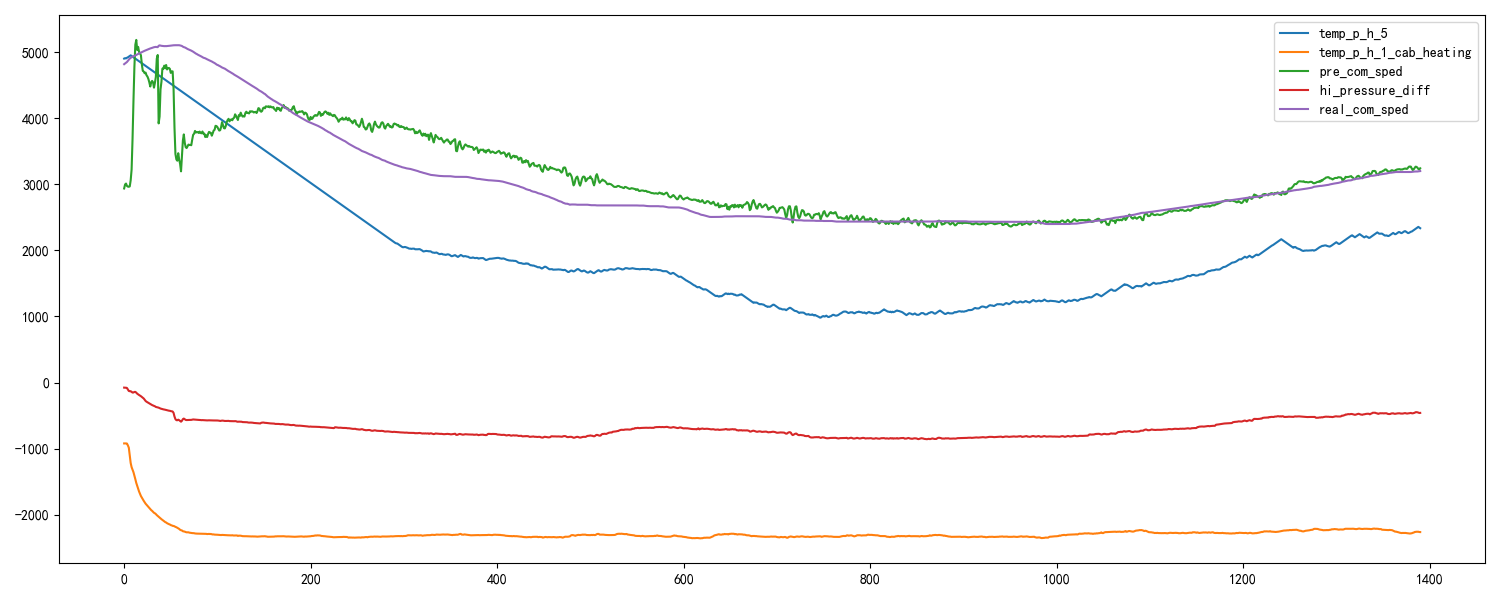 temp_p_h_5
temp_p_h_1_cab_heating
pre_com_sped
hi_pressure_diff
real_com_sped
5000
4000
3000
2000
1000
0
-1000
-2000
0 200 400 600 800 1000 1200 1400